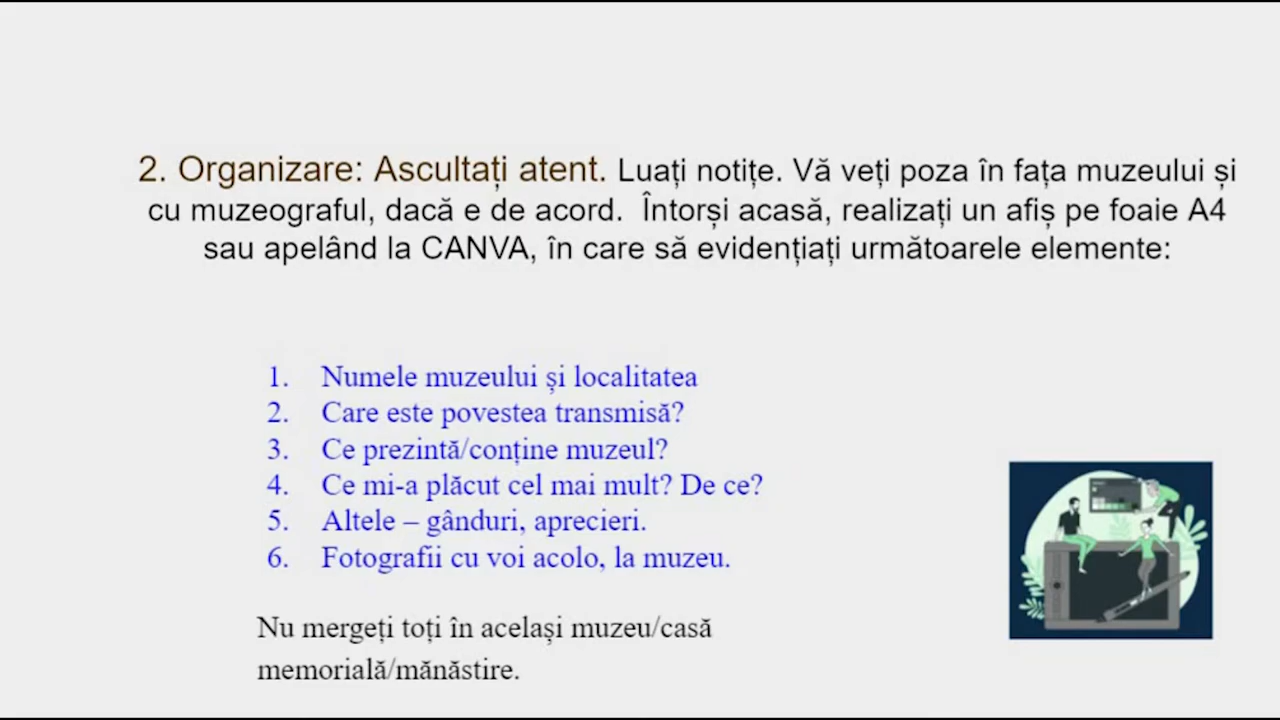 2. Organizare: Ascultați atent. Luați notițe. Vă veți poza în fața muzeului și
cu muzeograful, dacă e de acord. Întorși acasă, realizați un afiș pe foaie A4
sau apelând la CANVA, în care să evidențiați următoarele elemente:
1. Numele muzeului și localitatea
2. Care este povestea transmisă?
3. Ce prezintă/conține muzeul?
4. Ce mi-a plăcut cel mai mult? De ce?
5. Altele – gânduri, aprecieri.
6. Fotografii cu voi acolo, la muzeu.
Nu mergeți toți în același muzeu/casă
memorială/mănăstire.